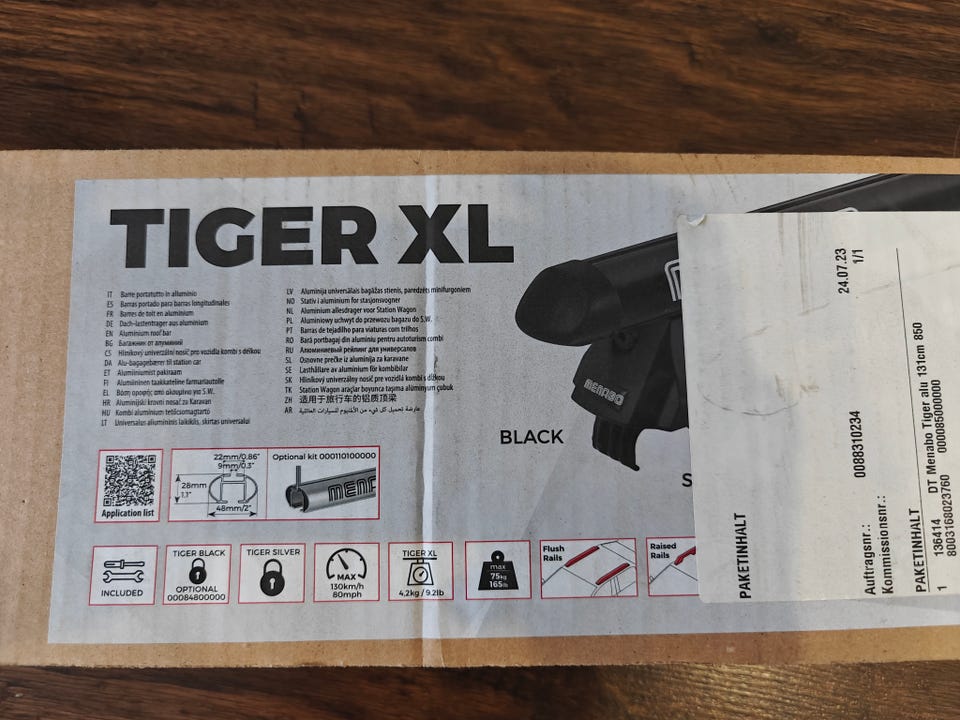 TIGER XL
IT Barre portatutto in alluminio
ES Barras portado para barras longitudinales
FR Barres de toit en aluminium
DE Dach-lastentrager aus aluminium
EN Aluminium roof bar
BG Багажник от алуминий
CS Hliníkový univerzální nosič pro vozidla kombi s délkou
DA Alu-bagagebærer til station car
ET Alumiiniumist pakiraam
FI Alumiininen taakkateline farmariautolle
EL
HR Aluminijski krovni nosač za Karavan
HU Kombi alumínium tetőcsomagtartó
LT Universalus aliumininis laikiklis, skirtas universalui
LV Alumīnija universālais bagāžas stienis, paredzēts minifurgoniem
NO Stativ i aluminium for stasjonsvogner
NL Aluminium allesdrager voor Station Wagon
PL Aluminiowy uchwyt do przewozu bagazu do S.W.
PT Barras de tejadilho para viaturas com trilhos
RO Bară portbagaj din aluminiu pentru autoturism combi
RU Алюминиевый рейлинг для универсалов
SL Osnovne prečke iz aluminija za karavane
SE Lasthållare av aluminium för kombibilar
SK Hliníkový univerzálny nosič pre vozidlá kombi s dĺžkou
TK Station Wagon araçlar boyunca taşıma alüminyum çubuk
ZH 适用于旅行车的铝质顶梁
AR
MENABO
BLACK
S
Application list
22mm/0.86"
9mm/0.3"
28mm
1.1"
48mm/2"
Optional kit 000110100000
MENA
INCLUDED
TIGER BLACK
OPTIONAL
00084800000
TIGER SILVER
MAX
130km/h
80mph
TIGER XL
4,2kg / 9.2lb
max
75kg
165lb
Flush
Rails
Raised
Rails
24.07.23
1/1
Auftragsnr.: 0088310234
Kommissionsnr.:
PAKETINHALT
PAKETINHALT
1 136414 DT Menabo Tiger alu 131cm 850
8003168023760 000085000000